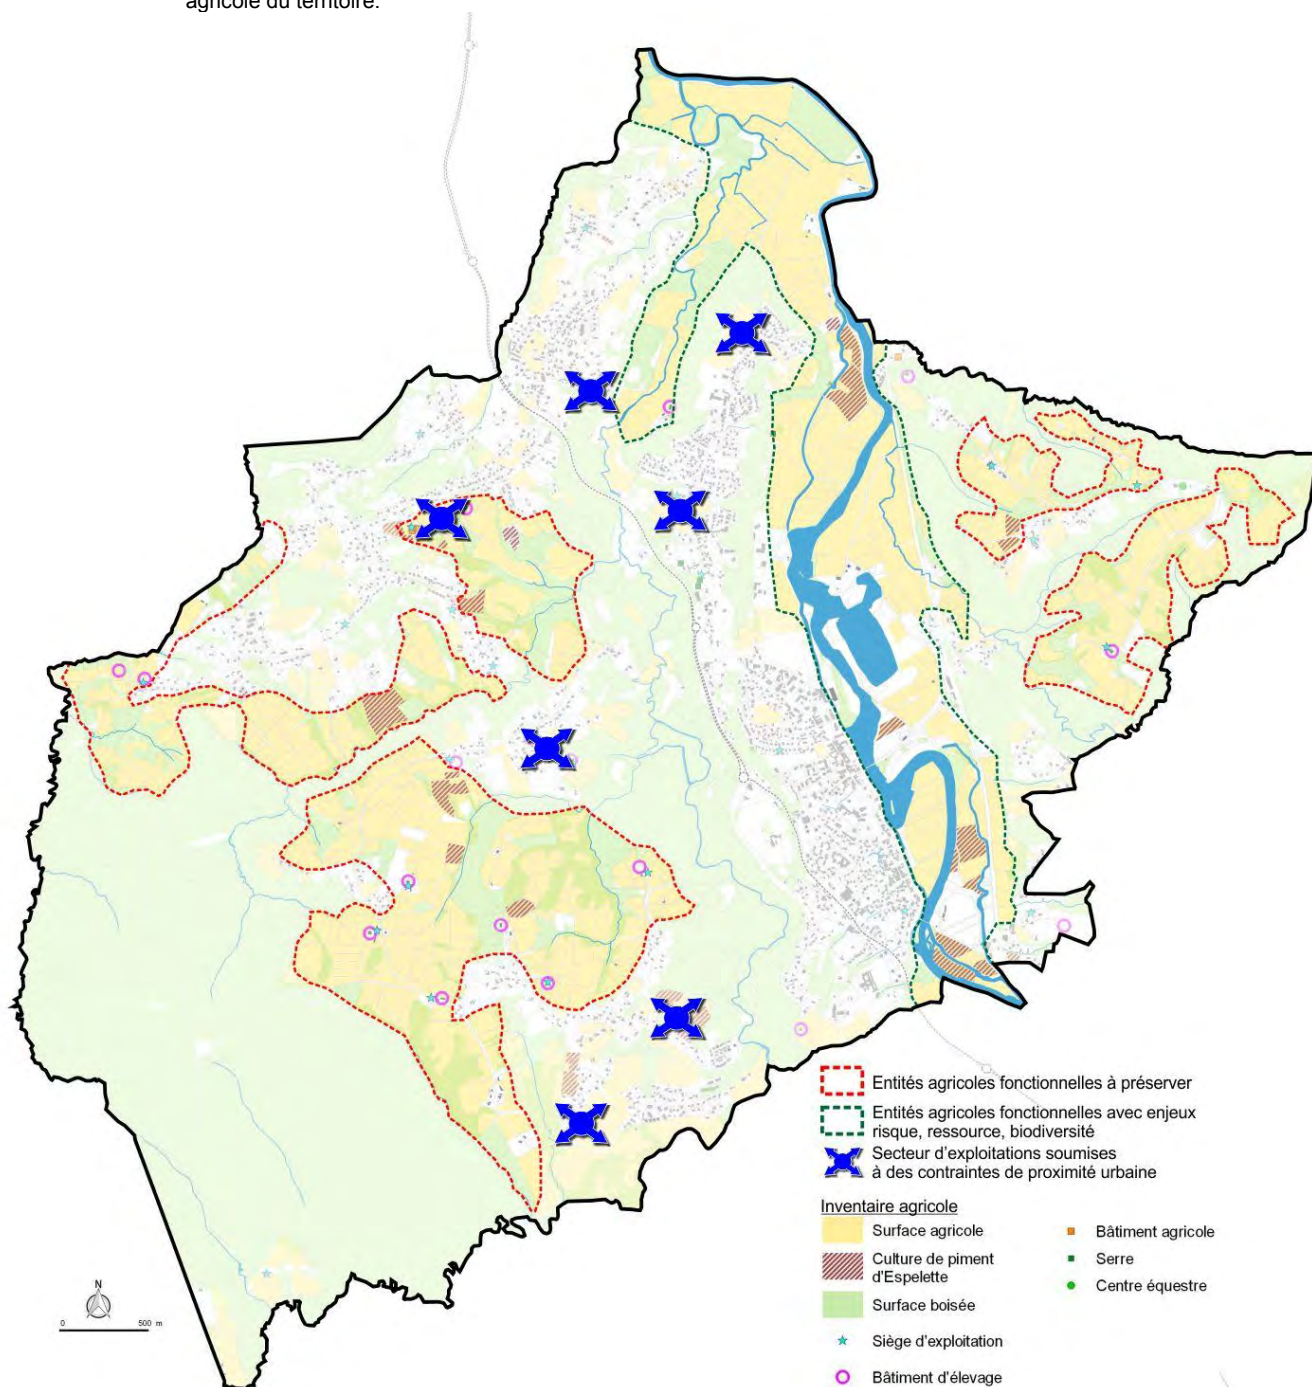 agricole du territoire.
Entités agricoles fonctionnelles à préserver
Entités agricoles fonctionnelles avec enjeux
risque, ressource, biodiversité
Secteur d'exploitations soumises
à des contraintes de proximité urbaine
Inventaire agricole
Surface agricole
Culture de piment
d'Espelette
Surface boisée
Siège d'exploitation
Bâtiment d'élevage
Bâtiment agricole
Serre
Centre équestre
N
0 500 m